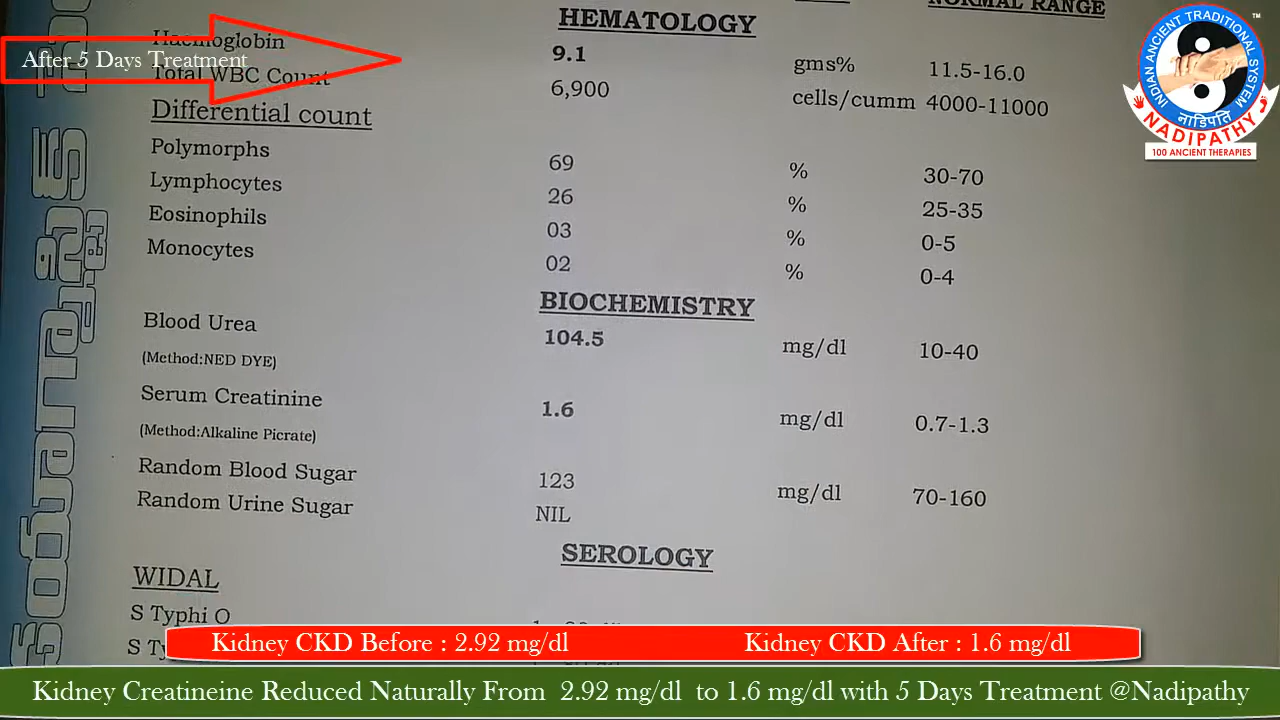 HEMATOLOGY
NORMAL RANGE
Haemoglobin 9.1 gms% 11.5-16.0
After 5 Days Treatment
Total WBC Count 6,900 cells/cumm 4000-11000
Differential count
Polymorphs 69 % 30-70
Lymphocytes 26 % 25-35
Eosinophils 03 % 0-5
Monocytes 02 % 0-4
BIOCHEMISTRY
Blood Urea 104.5 mg/dl 10-40
(Method:NED DYE)
Serum Creatinine 1.6 mg/dl 0.7-1.3
(Method:Alkaline Picrate)
Random Blood Sugar 123 mg/dl 70-160
Random Urine Sugar NIL
SEROLOGY
WIDAL
S Typhi O
Kidney CKD Before : 2.92 mg/dl Kidney CKD After : 1.6 mg/dl
Kidney Creatineine Reduced Naturally From 2.92 mg/dl to 1.6 mg/dl with 5 Days Treatment @Nadipathy
INDIAN ANCIENT TRADITIONAL SYSTEM
TM
नाड़िपति
NADIPATHY
100 ANCIENT THERAPIES